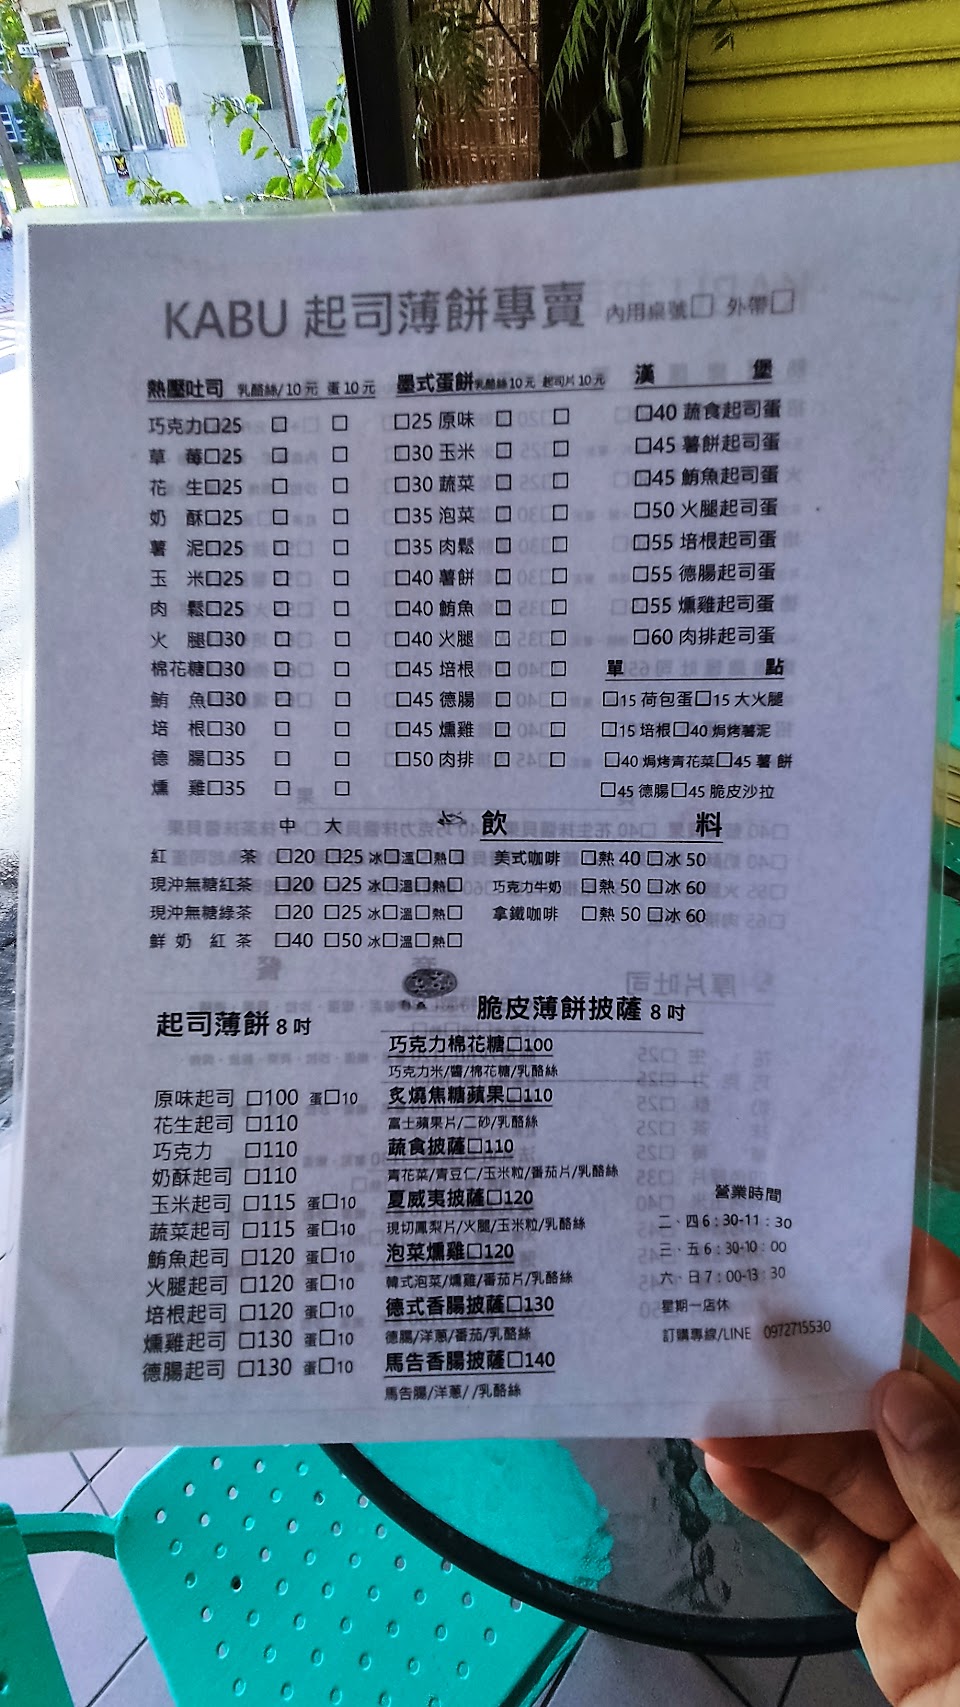 KABU 起司薄餅專賣 內用桌號□ 外帶□
熱壓吐司 乳酪絲/10元 蛋10元
巧克力□25 □ □
草 莓□25 □ □
花 生□25 □ □
奶 酥□25 □ □
薯 泥□25 □ □
玉 米□25 □ □
肉 鬆□25 □ □
火 腿□30 □ □
棉花糖□30 □ □
鮪 魚□30 □ □
培 根□30 □ □
德 腸□35 □ □
燻 雞□35 □ □
墨式蛋餅 乳酪絲10元 起司片10元
□25 原味 □ □
□30 玉米 □ □
□30 蔬菜 □ □
□35 泡菜 □ □
□35 肉鬆 □ □
□40 薯餅 □ □
□40 鮪魚 □ □
□40 火腿 □ □
□45 培根 □ □
□45 德腸 □ □
□45 燻雞 □ □
□50 肉排 □ □
漢 堡
□40 蔬食起司蛋
□45 薯餅起司蛋
□45 鮪魚起司蛋
□50 火腿起司蛋
□55 培根起司蛋
□55 德腸起司蛋
□55 燻雞起司蛋
□60 肉排起司蛋
單 點
□15 荷包蛋□15 大火腿
□15 培根□40 焗烤薯泥
□40 焗烤青花菜□45 薯 餅
□45 德腸□45 脆皮沙拉
中 大 飲 料
紅 茶 □20 □25 冰□溫□熱□
現沖無糖紅茶 □20 □25 冰□溫□熱□
現沖無糖綠茶 □20 □25 冰□溫□熱□
鮮 奶 紅 茶 □40 □50 冰□溫□熱□
美式咖啡 □熱 40 □冰 50
巧克力牛奶 □熱 50 □冰 60
拿鐵咖啡 □熱 50 □冰 60
起司薄餅 8吋
原味起司 □100 蛋□10
花生起司 □110
巧克力 □110
奶酥起司 □110
玉米起司 □115 蛋□10
蔬菜起司 □115 蛋□10
鮪魚起司 □120 蛋□10
火腿起司 □120 蛋□10
培根起司 □120 蛋□10
燻雞起司 □130 蛋□10
德腸起司 □130 蛋□10
脆皮薄餅披薩 8吋
巧克力棉花糖□100
巧克力米/醬/棉花糖/乳酪絲
炙燒焦糖蘋果□110
富士蘋果片/二砂/乳酪絲
蔬食披薩□110
青花菜/青豆仁/玉米粒/番茄片/乳酪絲
夏威夷披薩□120
現切鳳梨片/火腿/玉米粒/乳酪絲
泡菜燻雞□120
韓式泡菜/燻雞/番茄片/乳酪絲
德式香腸披薩□130
德腸/洋蔥/番茄/乳酪絲
馬告香腸披薩□140
馬告腸/洋蔥/ /乳酪絲
營業時間
二、四 6:30-11:30
三、五 6:30-10:00
六、日 7:00-13:30
星期一店休
訂購專線/LINE 0972715530